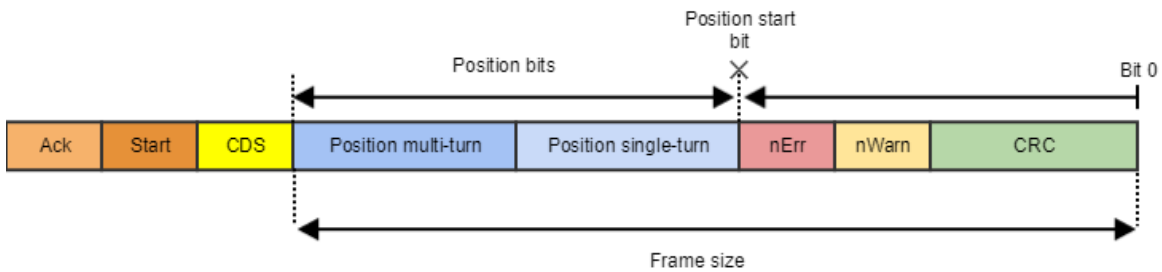 Position start
bit
Position bits
Bit 0
Ack Start CDS Position multi-turn Position single-turn nErr nWarn CRC
Frame size